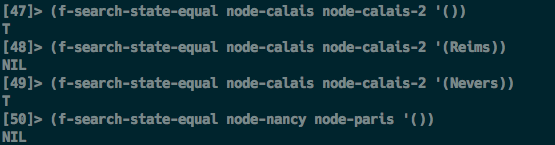 [47]> (f-search-state-equal node-calais node-calais-2 '())
T
[48]> (f-search-state-equal node-calais node-calais-2 '(Reims))
NIL
[49]> (f-search-state-equal node-calais node-calais-2 '(Nevers))
T
[50]> (f-search-state-equal node-nancy node-paris '())
NIL